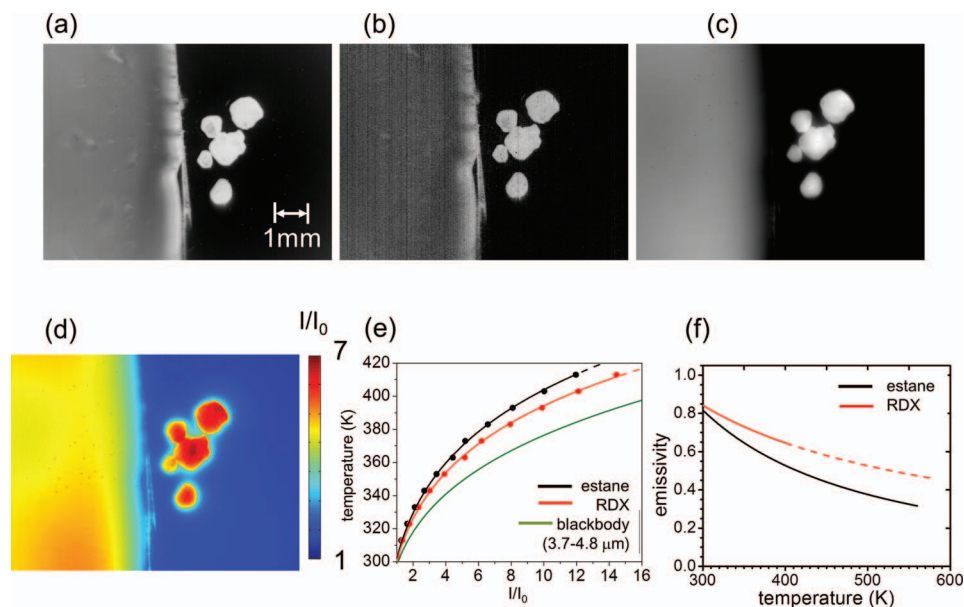 (a)
(b)
(c)
1mm
(d)
I/I₀
7
1
(e)
420
400
380
360
340
320
300
temperature (K)
estane
RDX
blackbody
(3.7-4.8 μm)
1 2 4 6 8 10 12 14 16
I/I₀
(f)
1.0
0.8
0.6
0.4
0.2
0.0
emissivity
estane
RDX
300 400 500 600
temperature (K)